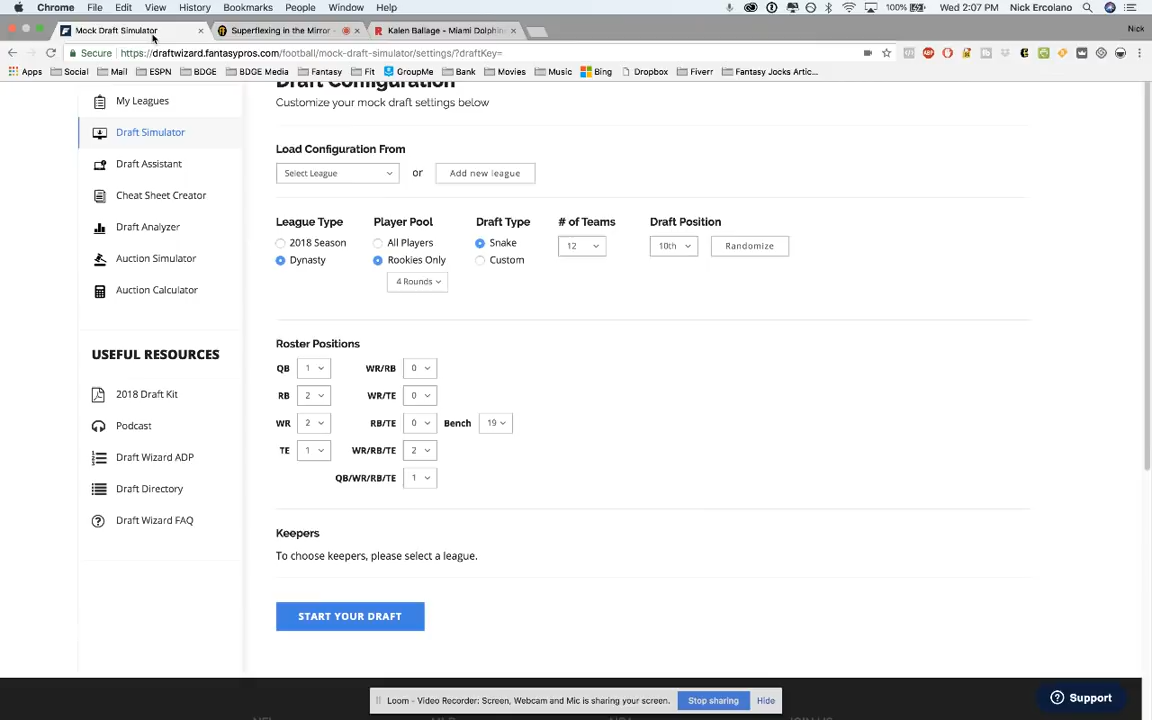 Chrome File Edit View History Bookmarks People Window Help 100% Wed 2:07 PM Nick Ercolano
Mock Draft Simulator Superflexing in the Mirror - Kalen Ballage - Miami Dolphin Nick
Secure https://draftwizard.fantasypros.com/football/mock-draft-simulator/settings/?draftKey=
Apps Social Mail ESPN BDGE BDGE Media Fantasy Fit GroupMe Bank Movies Music Bing Dropbox Fiverr Fantasy Jocks Artic...
Draft Configuration
Customize your mock draft settings below
My Leagues
Draft Simulator
Draft Assistant
Cheat Sheet Creator
Draft Analyzer
Auction Simulator
Auction Calculator
USEFUL RESOURCES
2018 Draft Kit
Podcast
Draft Wizard ADP
Draft Directory
Draft Wizard FAQ
Load Configuration From
Select League or Add new league
League Type Player Pool Draft Type # of Teams Draft Position
2018 Season All Players Snake 12 10th Randomize
Dynasty Rookies Only Custom
4 Rounds
Roster Positions
QB 1 WR/RB 0
RB 2 WR/TE 0
WR 2 RB/TE 0 Bench 19
TE 1 WR/RB/TE 2
QB/WR/RB/TE 1
Keepers
To choose keepers, please select a league.
START YOUR DRAFT
Loom - Video Recorder: Screen, Webcam and Mic is sharing your screen. Stop sharing Hide
Support